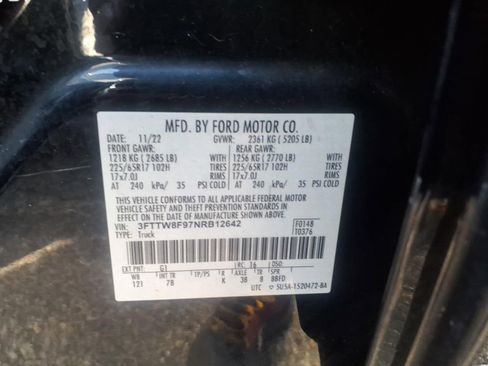 MFD. BY FORD MOTOR CO.
DATE: 11/22 GVWR: 2361 KG ( 5205 LB)
FRONT GAWR: REAR GAWR:
1218 KG ( 2685 LB) WITH 1256 KG ( 2770 LB) WITH
225/65R17 102H TIRES 225/65R17 102H TIRES
17x7.0J RIMS 17x7.0J RIMS
AT 240 kPa/ 35 PSI COLD AT 240 kPa/ 35 PSI COLD
THIS VEHICLE CONFORMS TO ALL APPLICABLE FEDERAL MOTOR
VEHICLE SAFETY AND THEFT PREVENTION STANDARDS IN EFFECT
ON THE DATE OF MANUFACTURE SHOWN ABOVE.
VIN: 3FTTW8F97NRB12642 F0148
TYPE: Truck T0376
EXT PNT: G1 RC: 16 DSO:
WB INT TR TP/PS R AXLE TR SPR
121 7B K 38 8 BBFD
UTC 5U5A-1520472-BA